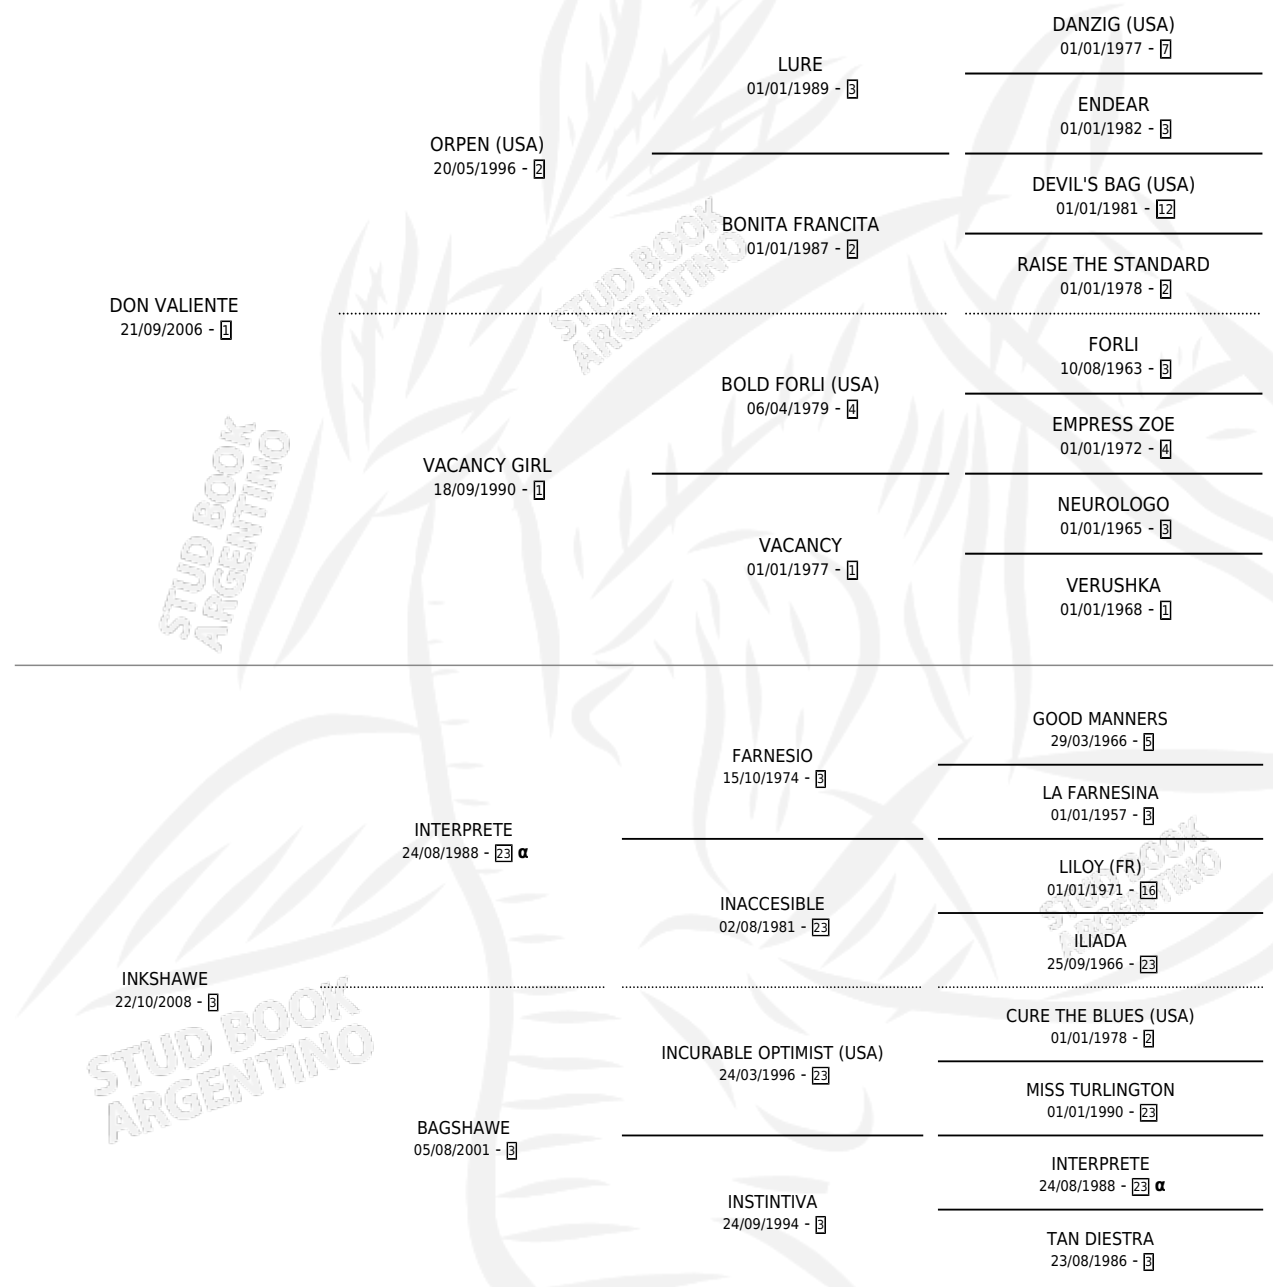 DANZIG (USA)
01/01/1977 - 7
LURE
01/01/1989 - 3
ENDEAR
01/01/1982 - 3
ORPEN (USA)
20/05/1996 - 2
DEVIL'S BAG (USA)
01/01/1981 - 12
BONITA FRANCITA
01/01/1987 - 2
RAISE THE STANDARD
01/01/1978 - 2
DON VALIENTE
21/09/2006 - 1
FORLI
10/08/1963 - 3
BOLD FORLI (USA)
06/04/1979 - 4
EMPRESS ZOE
01/01/1972 - 4
VACANCY GIRL
18/09/1990 - 1
NEUROLOGO
01/01/1965 - 3
VACANCY
01/01/1977 - 1
VERUSHKA
01/01/1968 - 1
STUD BOOK
ARGENTINO
STUD BOOK
ARGENTINO
GOOD MANNERS
29/03/1966 - 5
FARNESIO
15/10/1974 - 3
LA FARNESINA
01/01/1957 - 3
INTERPRETE
24/08/1988 - 23 α
LILOY (FR)
01/01/1971 - 16
INACCESIBLE
02/08/1981 - 23
ILIADA
25/09/1966 - 23
INKSHAWE
22/10/2008 - 3
CURE THE BLUES (USA)
01/01/1978 - 2
INCURABLE OPTIMIST (USA)
24/03/1996 - 23
MISS TURLINGTON
01/01/1990 - 23
BAGSHAWE
05/08/2001 - 3
INTERPRETE
24/08/1988 - 23 α
INSTINTIVA
24/09/1994 - 3
TAN DIESTRA
23/08/1986 - 3
STUD BOOK
ARGENTINO
STUD BOOK
ARGENTINO